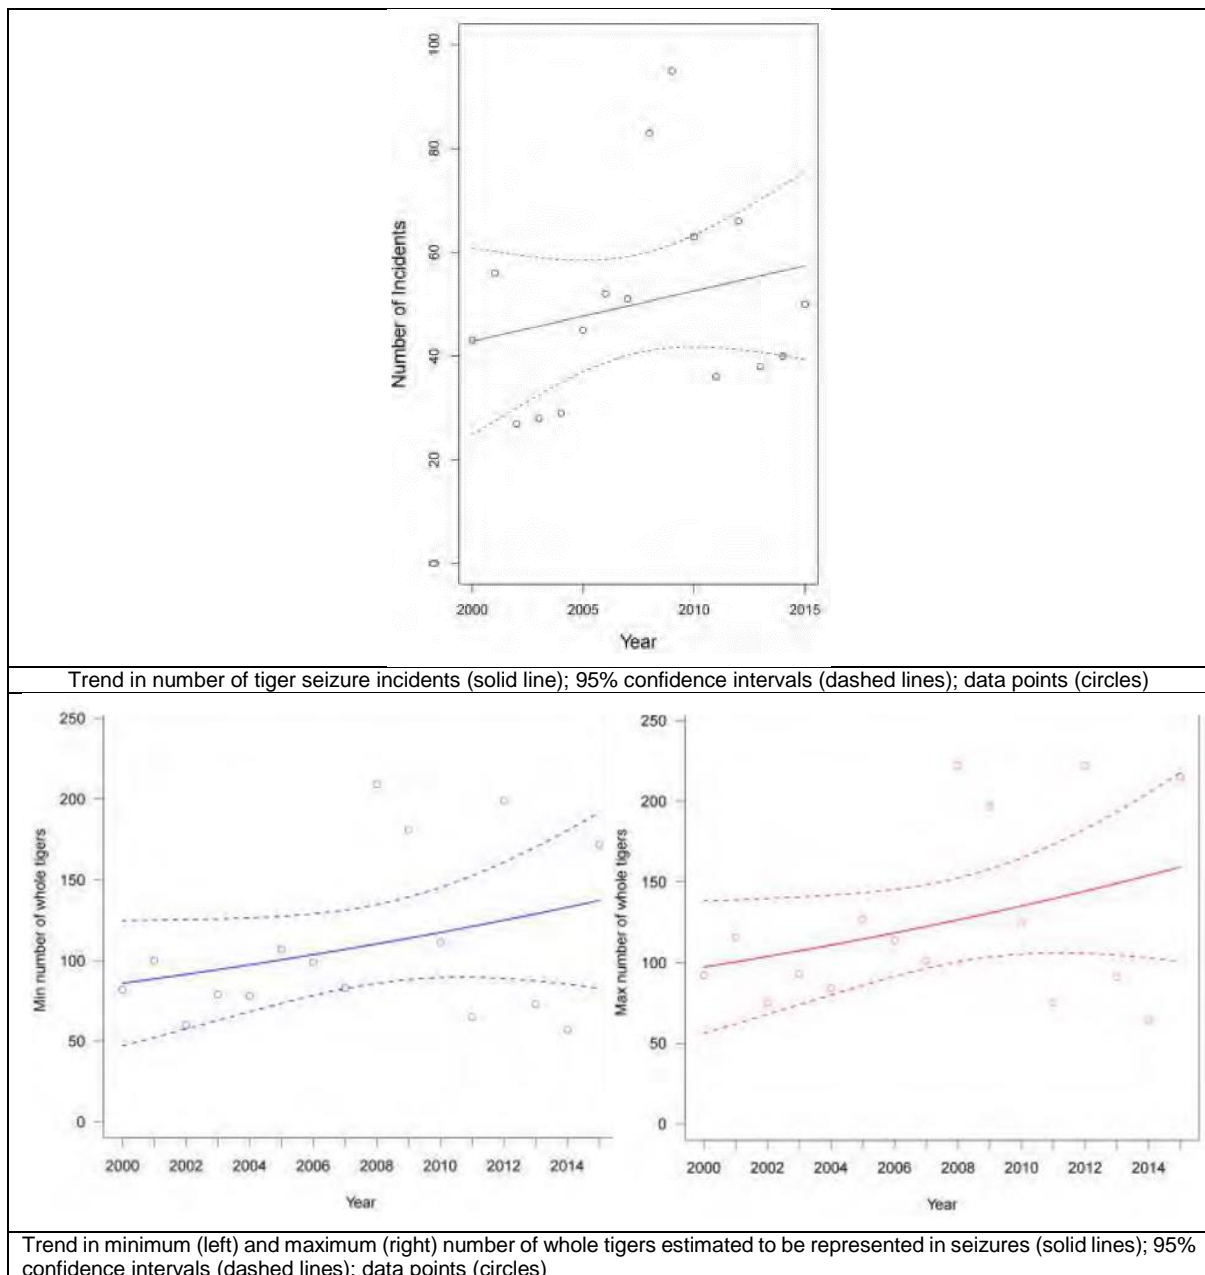 100
80
60
40
20
0
Number of Incidents
2000 2005 2010 2015
Year
Trend in number of tiger seizure incidents (solid line); 95% confidence intervals (dashed lines); data points (circles)
250
200
150
100
50
0
Min number of whole tigers
2000 2002 2004 2006 2008 2010 2012 2014
Year
250
200
150
100
50
0
Max number of whole tigers
2000 2002 2004 2006 2008 2010 2012 2014
Year
Trend in minimum (left) and maximum (right) number of whole tigers estimated to be represented in seizures (solid lines); 95%
confidence intervals (dashed lines); data points (circles)